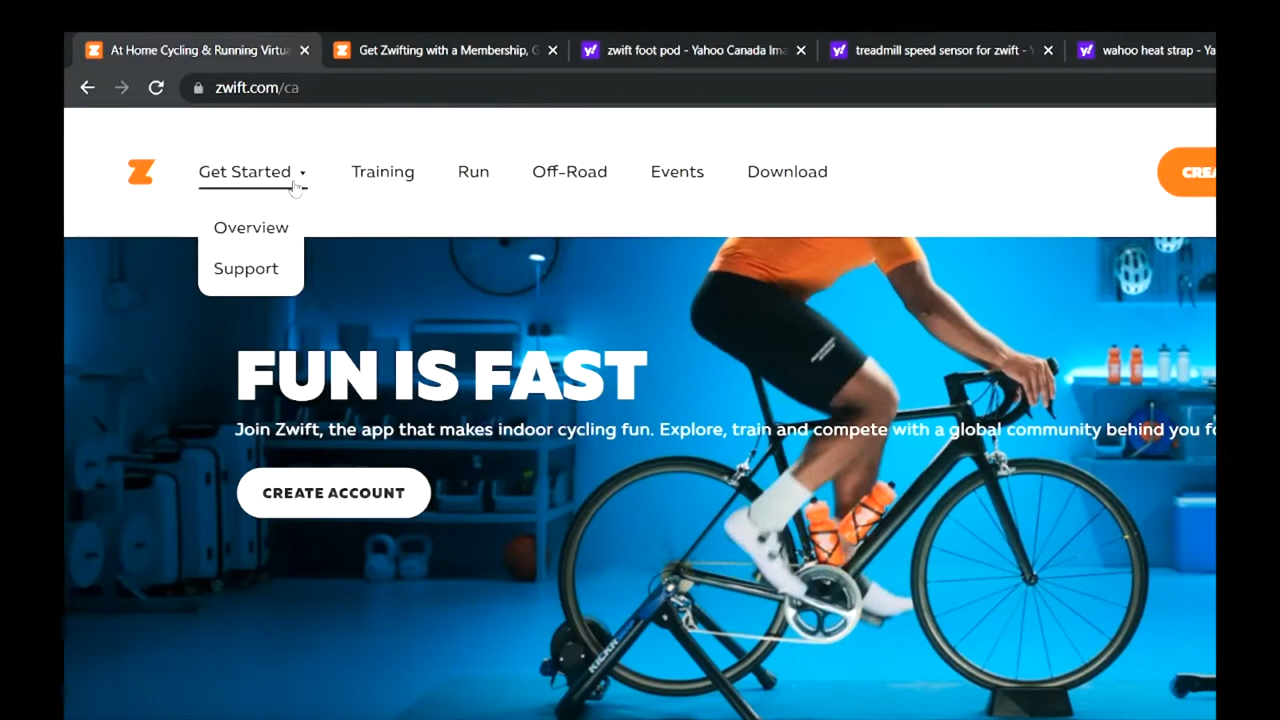 At Home Cycling & Running Virtu
Get Zwifting with a Membership,
zwift foot pod - Yahoo Canada Ima
treadmill speed sensor for zwift -
wahoo heat strap - Ya
zwift.com/ca
Get Started
Training
Run
Off-Road
Events
Download
CREA
Overview
Support
FUN IS FAST
Join Zwift, the app that makes indoor cycling fun. Explore, train and compete with a global community behind you fo
CREATE ACCOUNT
KICKR